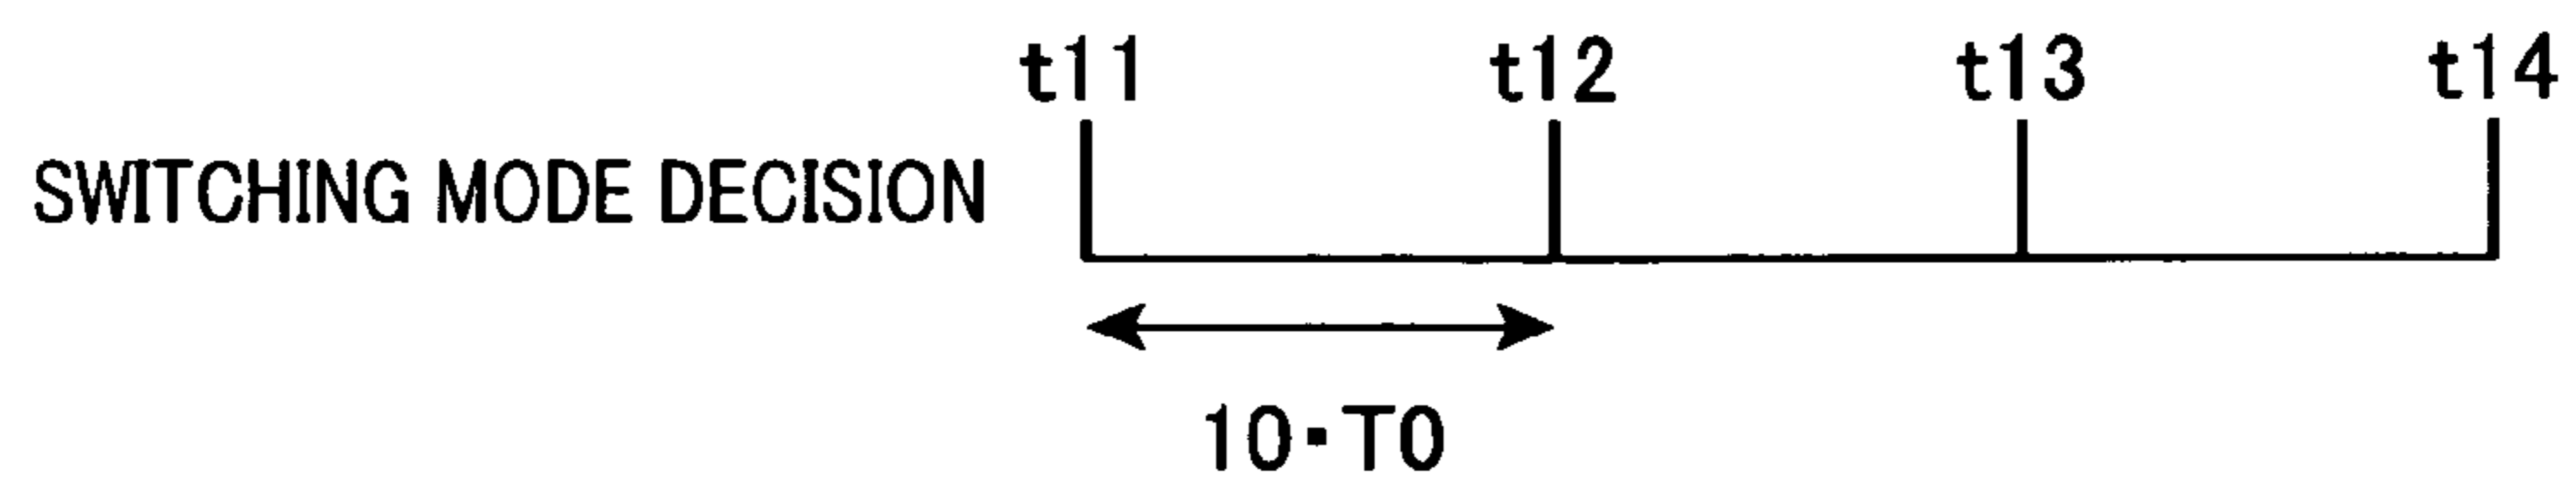 t11 t12 t13 t14
SWITCHING MODE DECISION
10・T0